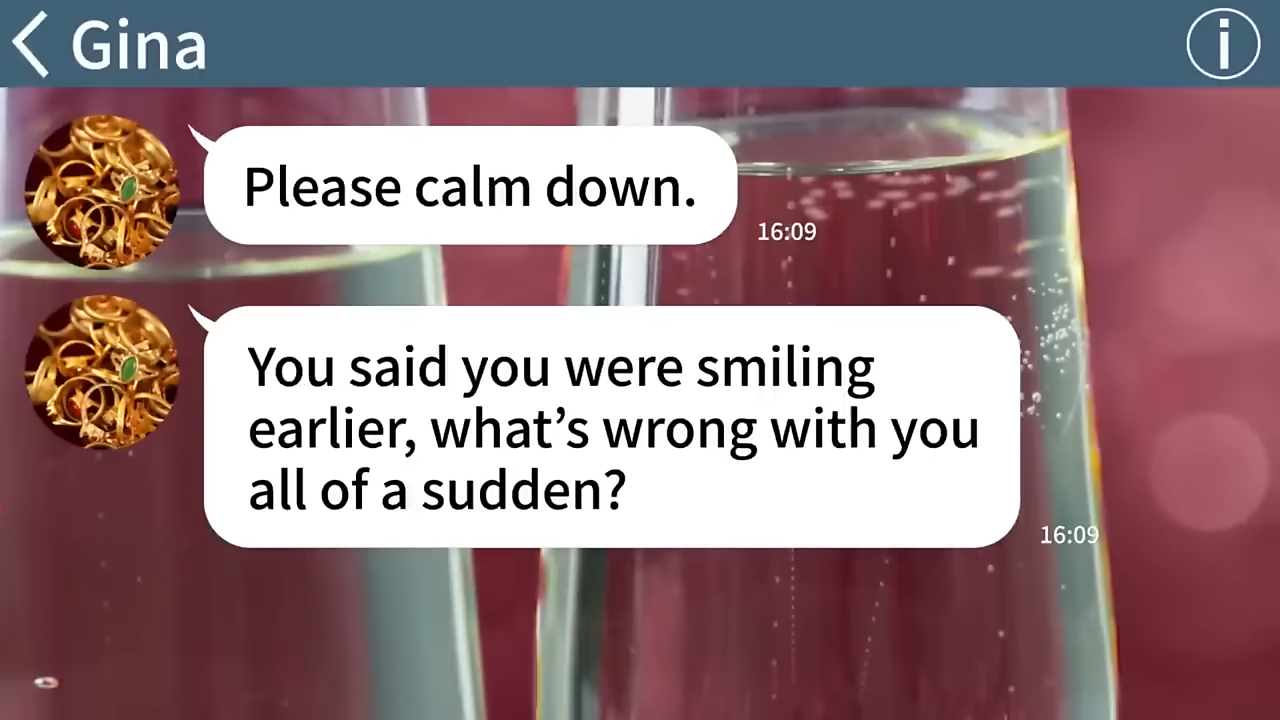 Gina
Please calm down.
16:09
You said you were smiling
earlier, what’s wrong with you
all of a sudden?
16:09